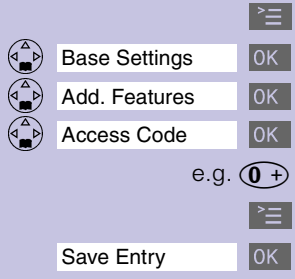 Base Settings OK
Add. Features OK
Access Code OK
e.g. 0 +
Save Entry OK